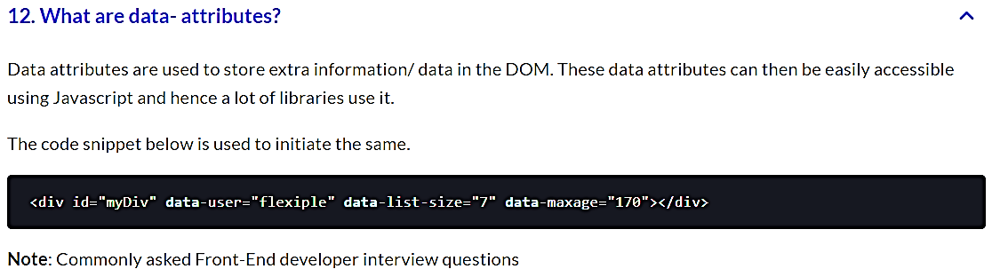 12. What are data- attributes?
Data attributes are used to store extra information/ data in the DOM. These data attributes can then be easily accessible
using Javascript and hence a lot of libraries use it.
The code snippet below is used to initiate the same.
<div id="myDiv" data-user="flexiple" data-list-size="7" data-maxage="170"></div>
Note: Commonly asked Front-End developer interview questions